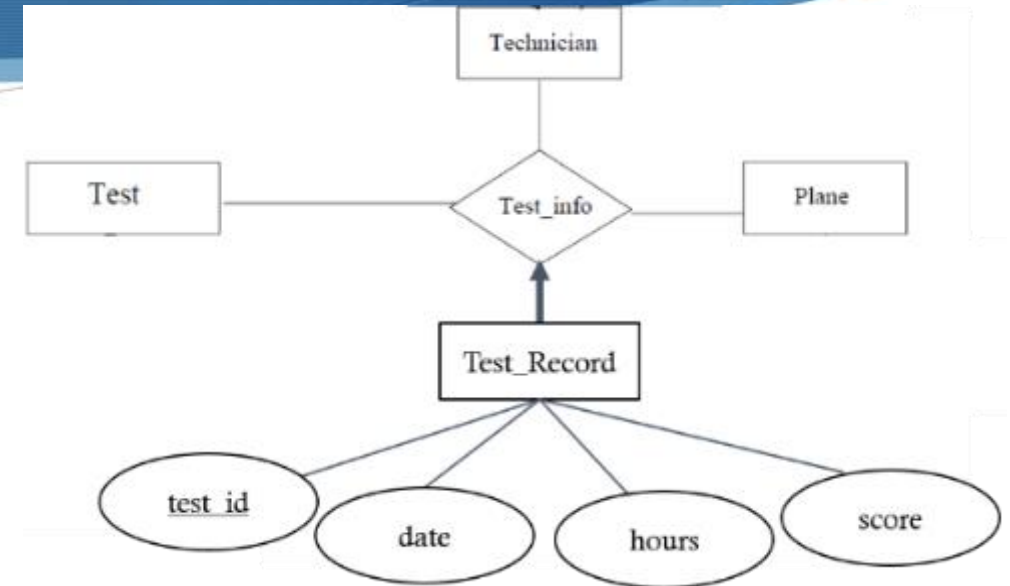 Technician
Test
Test_info
Plane
Test_Record
test_id
date
hours
score